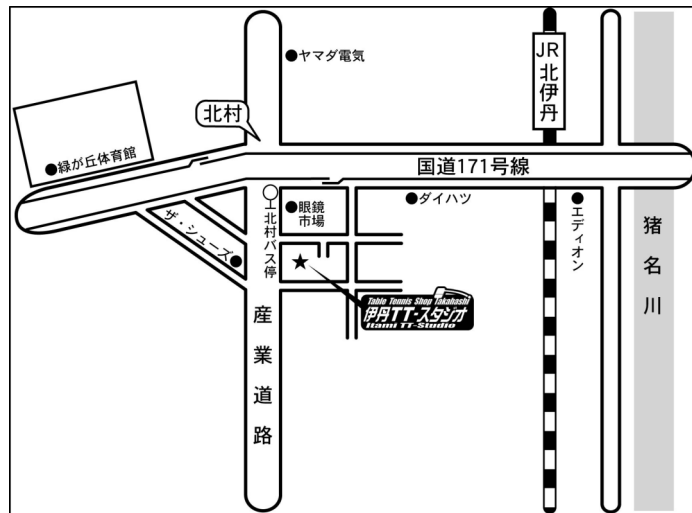 ヤマダ電気
JR
北伊丹
北村
緑が丘体育館
国道171号線
ダイハツ
エディオン
猪名川
眼鏡
市場
北村バス停
ザ・シューズ
Table Tennis Shop Takahashi
伊丹TT-スタジオ
Itami TT-Studio
産業道路